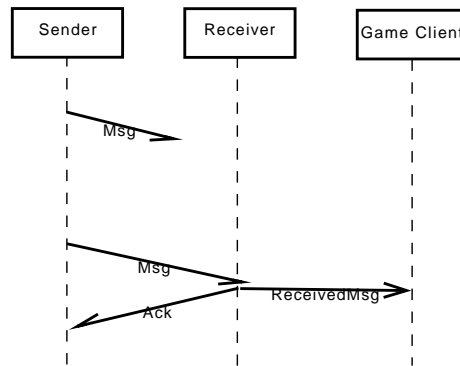 Sender
Receiver
Game Client
Msg
Msg
ReceivedMsg
Ack